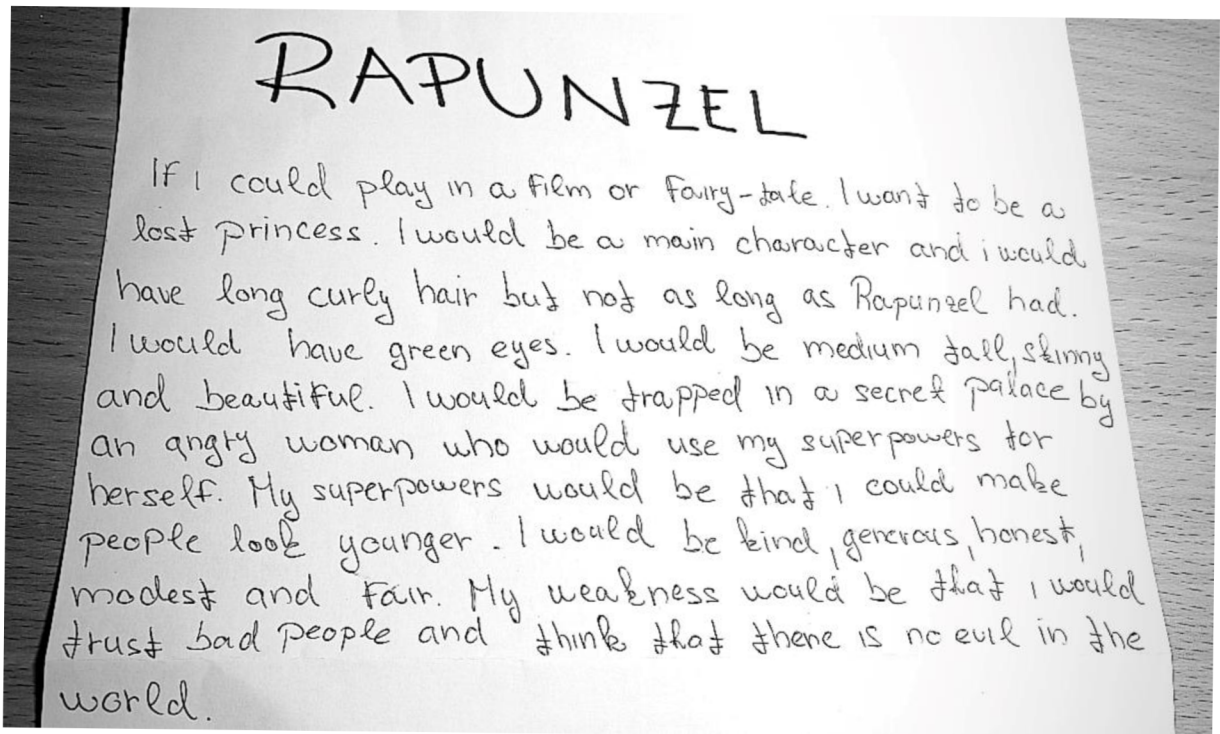 RAPUNZEL
If I could play in a film or fairy-tale. I want to be a
lost princess. I would be a main character and i would
have long curly hair but not as long as Rapunzel had.
I would have green eyes. I would be medium tall, skinny
and beautiful. I would be trapped in a secret palace by
an angry woman who would use my superpowers for
herself. My superpowers would be that i could make
people look younger. I would be kind, generous, honest,
modest and fair. My weakness would be that i would
trust bad people and think that there is no evil in the
world.